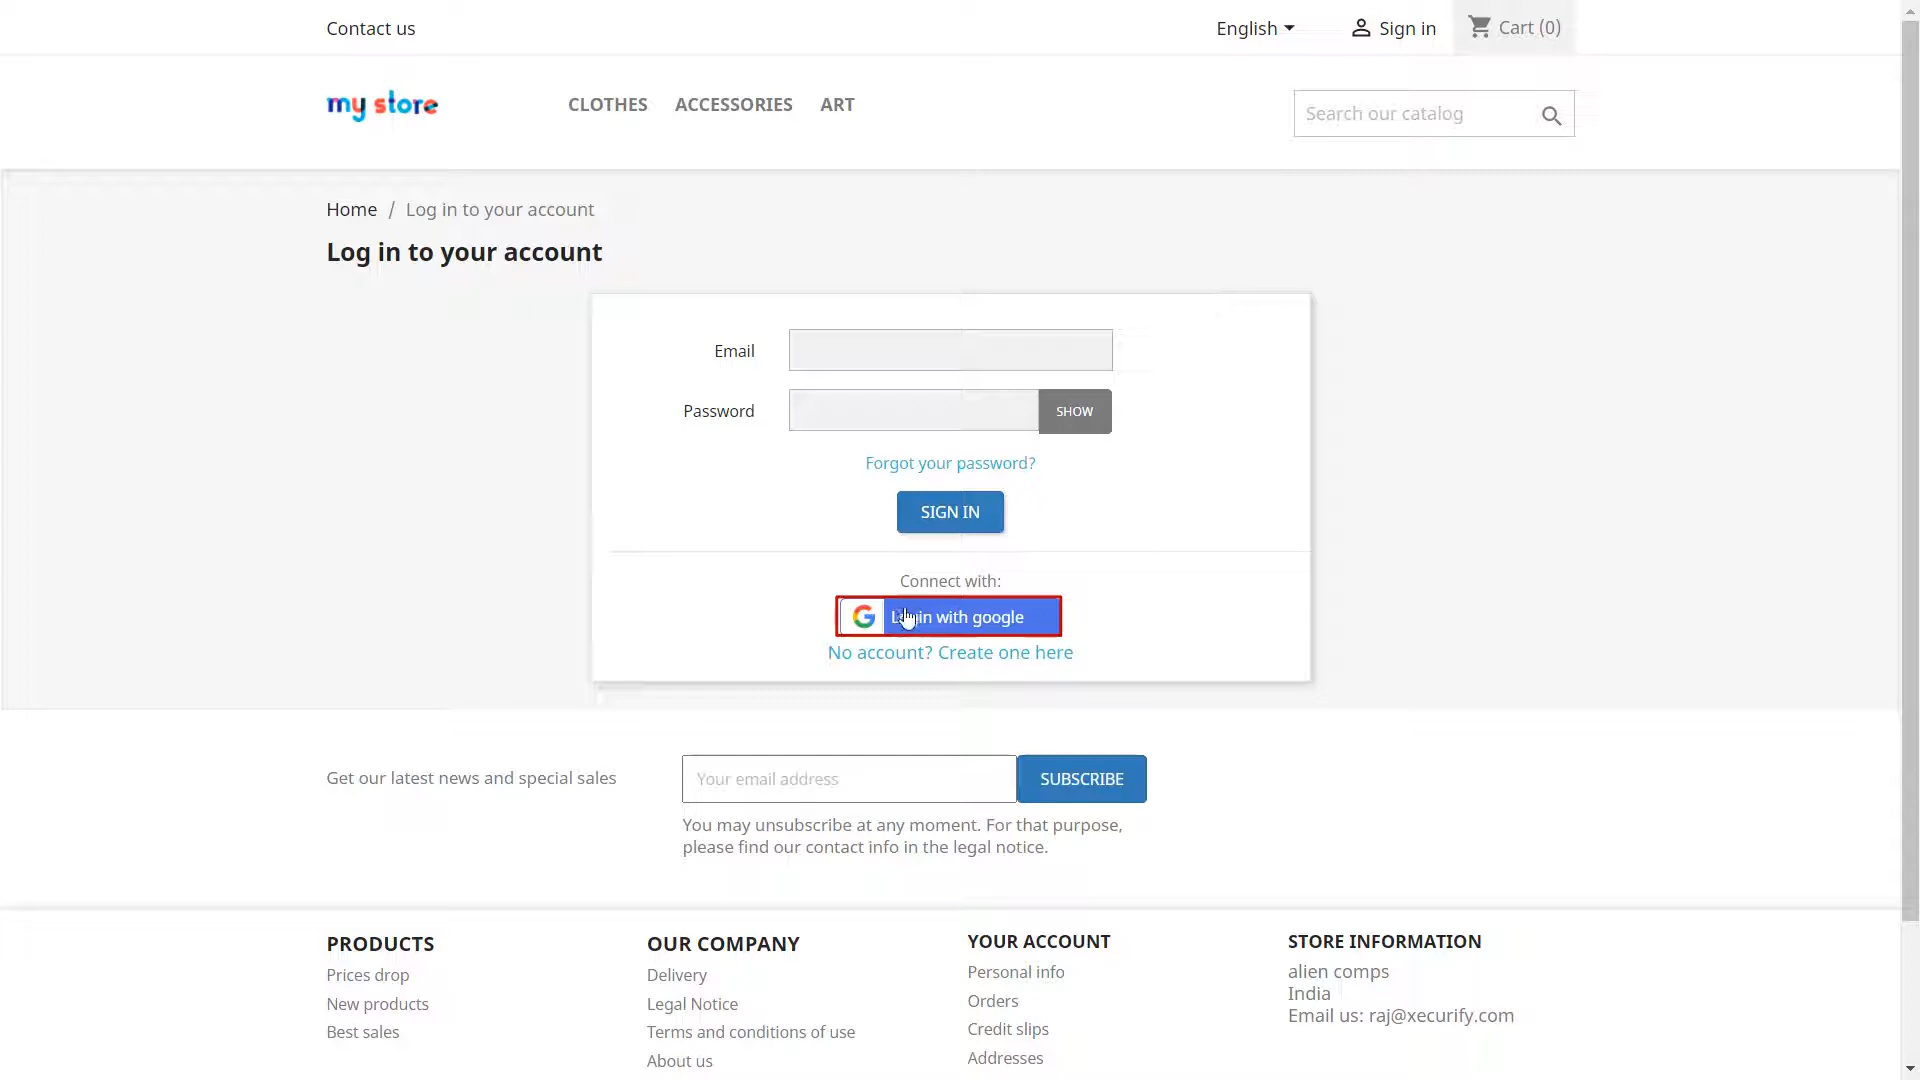 Contact us
English
Sign in
Cart (0)
my store
CLOTHES
ACCESSORIES
ART
Search our catalog
Home / Log in to your account
Log in to your account
Email
Password
SHOW
Forgot your password?
SIGN IN
Connect with:
Login with google
No account? Create one here
Get our latest news and special sales
Your email address
SUBSCRIBE
You may unsubscribe at any moment. For that purpose,
please find our contact info in the legal notice.
PRODUCTS
Prices drop
New products
Best sales
OUR COMPANY
Delivery
Legal Notice
Terms and conditions of use
About us
YOUR ACCOUNT
Personal info
Orders
Credit slips
Addresses
STORE INFORMATION
alien comps
India
Email us: raj@xecurify.com